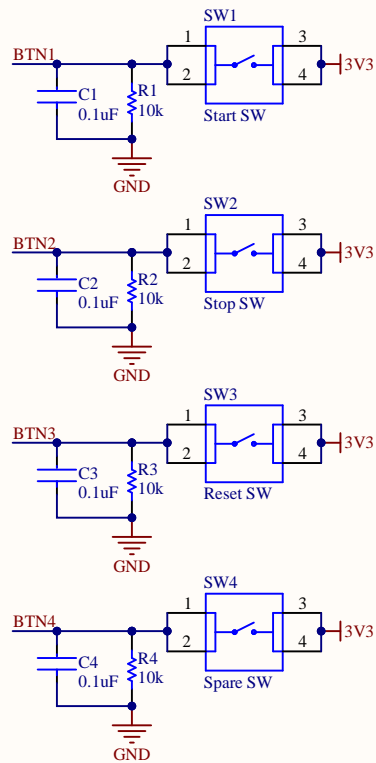 SW1
BTN1
1
2
3
4
3V3
C1
0.1uF
R1
10k
Start SW
GND
SW2
BTN2
1
2
3
4
3V3
C2
0.1uF
R2
10k
Stop SW
GND
SW3
BTN3
1
2
3
4
3V3
C3
0.1uF
R3
10k
Reset SW
GND
SW4
BTN4
1
2
3
4
3V3
C4
0.1uF
R4
10k
Spare SW
GND